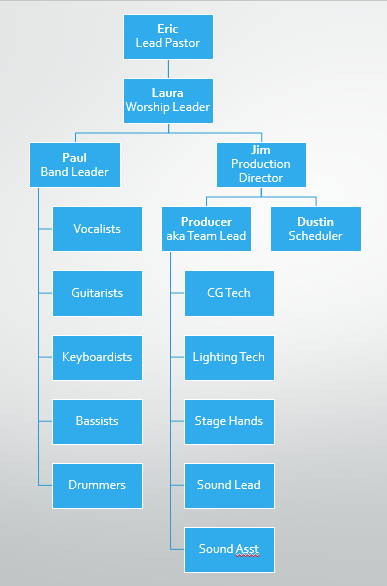 Eric
Lead Pastor
Laura
Worship Leader
Paul
Band Leader
Jim
Production
Director
Vocalists
Guitarists
Keyboardists
Bassists
Drummers
Producer
aka Team Lead
Dustin
Scheduler
CG Tech
Lighting Tech
Stage Hands
Sound Lead
Sound Asst